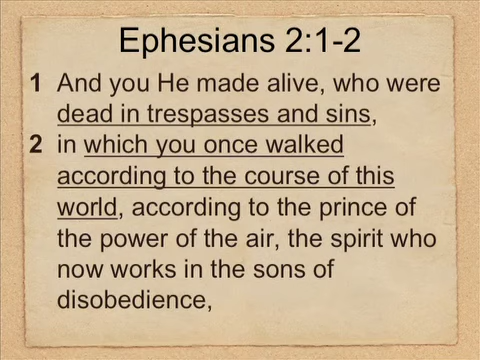 Ephesians 2:1-2
1 And you He made alive, who were
dead in trespasses and sins,
2 in which you once walked
according to the course of this
world, according to the prince of
the power of the air, the spirit who
now works in the sons of
disobedience,